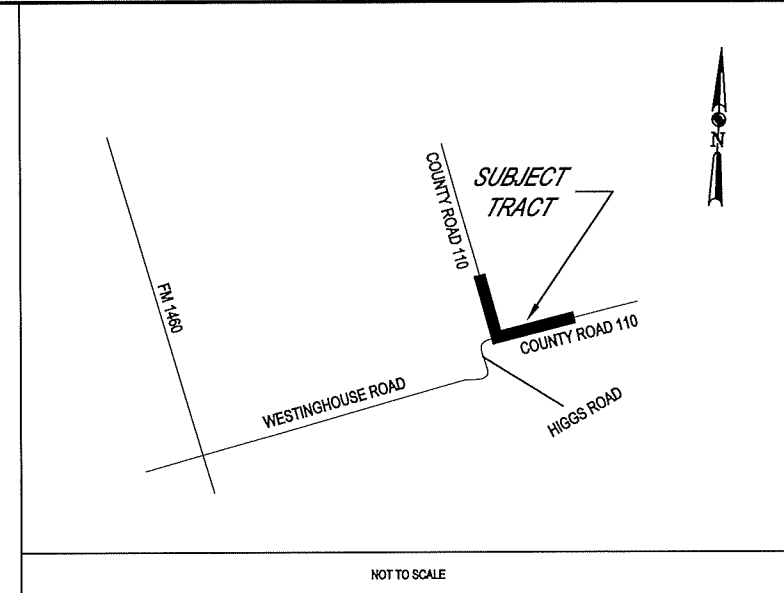 N
COUNTY ROAD 110
SUBJECT
TRACT
FM 1460
COUNTY ROAD 110
WESTINGHOUSE ROAD
HIGGS ROAD
NOT TO SCALE